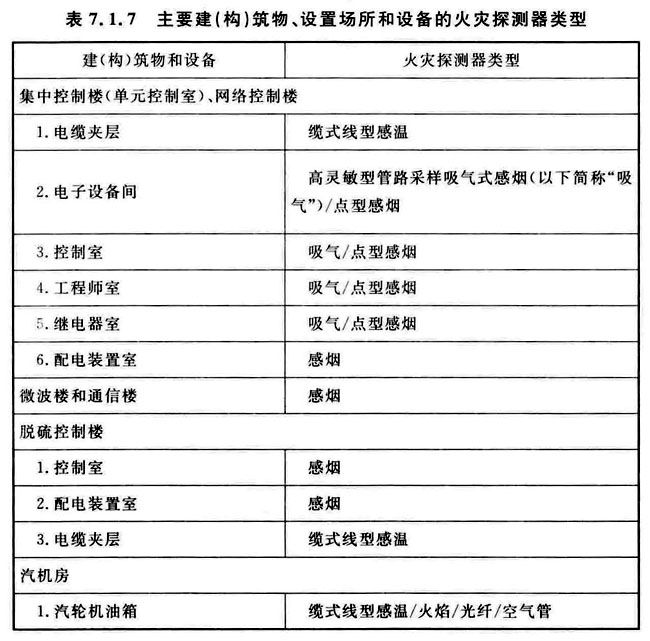 表 7.1.7 主要建(构)筑物、设置场所和设备的火灾探测器类型
建(构)筑物和设备 火灾探测器类型
集中控制楼(单元控制室)、网络控制楼
1.电缆夹层 缆式线型感温
2.电子设备间 高灵敏型管路采样吸气式感烟(以下简称“吸
气”)/点型感烟
3.控制室 吸气/点型感烟
4.工程师室 吸气/点型感烟
5.继电器室 吸气/点型感烟
6.配电装置室 感烟
微波楼和通信楼 感烟
脱硫控制楼
1.控制室 感烟
2.配电装置室 感烟
3.电缆夹层 缆式线型感温
汽机房
1.汽轮机油箱 缆式线型感温/火焰/光纤/空气管